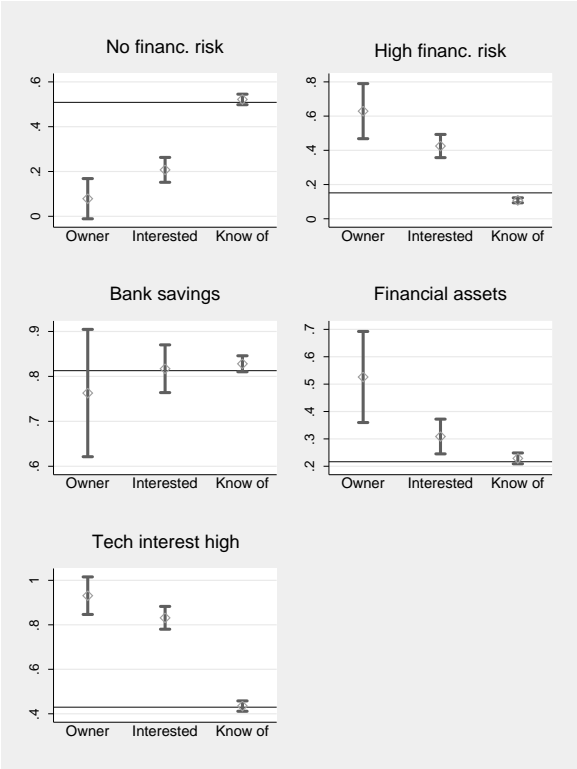 No financ. risk
.6
.4
.2
0
Owner Interested Know of
High financ. risk
.8
.6
.4
.2
0
Owner Interested Know of
Bank savings
.9
.8
.7
.6
Owner Interested Know of
Financial assets
.7
.6
.5
.4
.3
.2
Owner Interested Know of
Tech interest high
1
.8
.6
.4
Owner Interested Know of